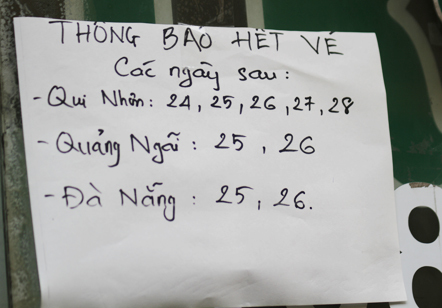 THÔNG BÁO HẾT VÉ
Các ngày sau:
- Qui Nhơn: 24, 25, 26, 27, 28
- Quảng Ngãi: 25, 26
- Đà Nẵng: 25, 26.